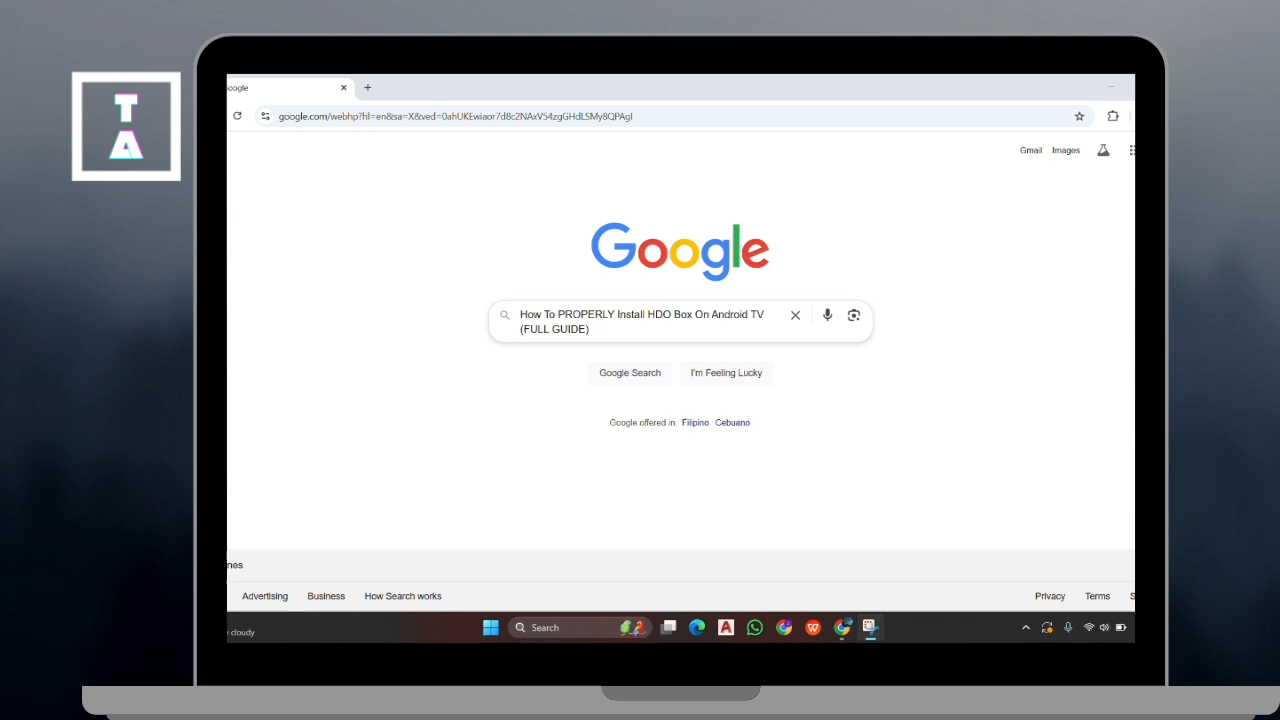 T
A
oogle
google.com/webhp?hl=en&sa=X&ved=0ahUKEwiaor7d8c2NAxV54zgGHdLSMy8QPAgI
Gmail Images
Google
How To PROPERLY Install HDO Box On Android TV
(FULL GUIDE)
Google Search I'm Feeling Lucky
Google offered in: Filipino Cebuano
nes
Advertising Business How Search works Privacy Terms S
cloudy Search